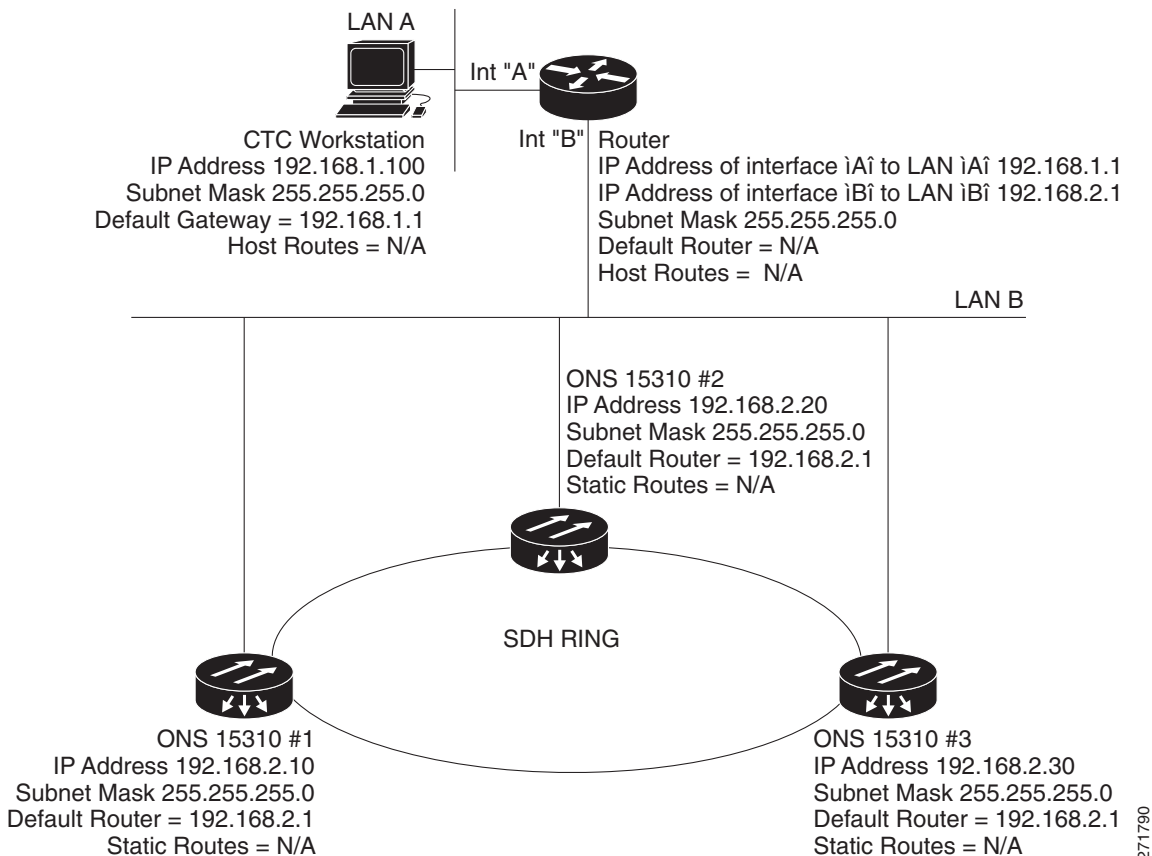 LAN A
Int "A"
CTC Workstation
IP Address 192.168.1.100
Subnet Mask 255.255.255.0
Default Gateway = 192.168.1.1
Host Routes = N/A
Int "B"
Router
IP Address of interface ìAî to LAN ìAî 192.168.1.1
IP Address of interface ìBî to LAN ìBî 192.168.2.1
Subnet Mask 255.255.255.0
Default Router = N/A
Host Routes = N/A
LAN B
ONS 15310 #2
IP Address 192.168.2.20
Subnet Mask 255.255.255.0
Default Router = 192.168.2.1
Static Routes = N/A
SDH RING
ONS 15310 #1
IP Address 192.168.2.10
Subnet Mask 255.255.255.0
Default Router = 192.168.2.1
Static Routes = N/A
ONS 15310 #3
IP Address 192.168.2.30
Subnet Mask 255.255.255.0
Default Router = 192.168.2.1
Static Routes = N/A
271790